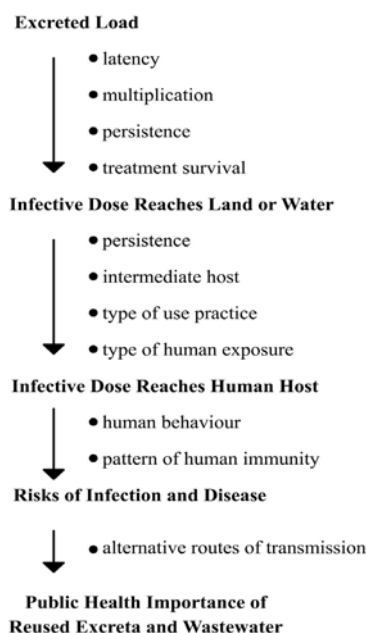 Excreted Load
• latency
• multiplication
• persistence
• treatment survival
Infective Dose Reaches Land or Water
• persistence
• intermediate host
• type of use practice
• type of human exposure
Infective Dose Reaches Human Host
• human behaviour
• pattern of human immunity
Risks of Infection and Disease
• alternative routes of transmission
Public Health Importance of
Reused Excreta and Wastewater